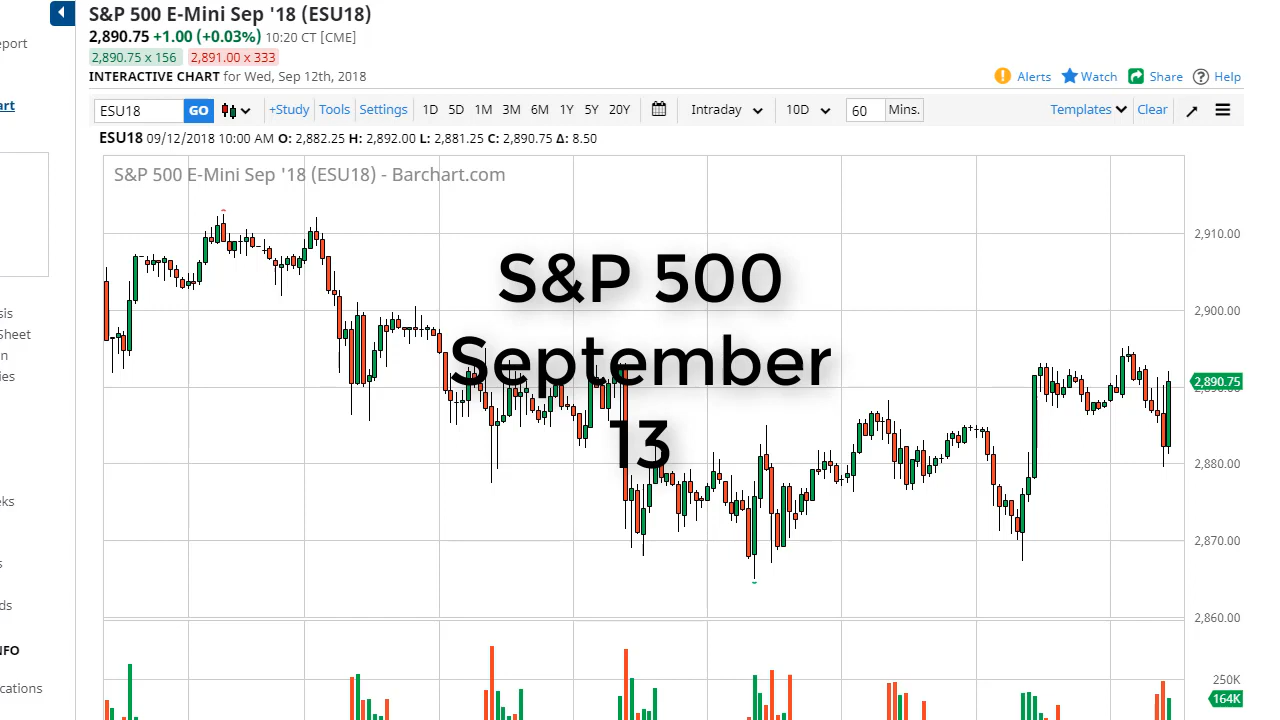 S&P 500 E-Mini Sep '18 (ESU18)
2,890.75 +1.00 (+0.03%) 10:20 CT [CME]
2,890.75 x 156 2,891.00 x 333
INTERACTIVE CHART for Wed, Sep 12th, 2018
Alerts Watch Share Help
ESU18 GO +Study Tools Settings 1D 5D 1M 3M 6M 1Y 5Y 20Y Intraday 10D 60 Mins. Templates Clear
ESU18 09/12/2018 10:00 AM O: 2,882.25 H: 2,892.00 L: 2,881.25 C: 2,890.75 Δ: 8.50
S&P 500 E-Mini Sep '18 (ESU18) - Barchart.com
S&P 500
September
13
2,910.00
2,900.00
2,890.75
2,880.00
2,870.00
2,860.00
250K
164K
port
rt
sis
Sheet
n
ies
ks
s
ds
NFO
cations